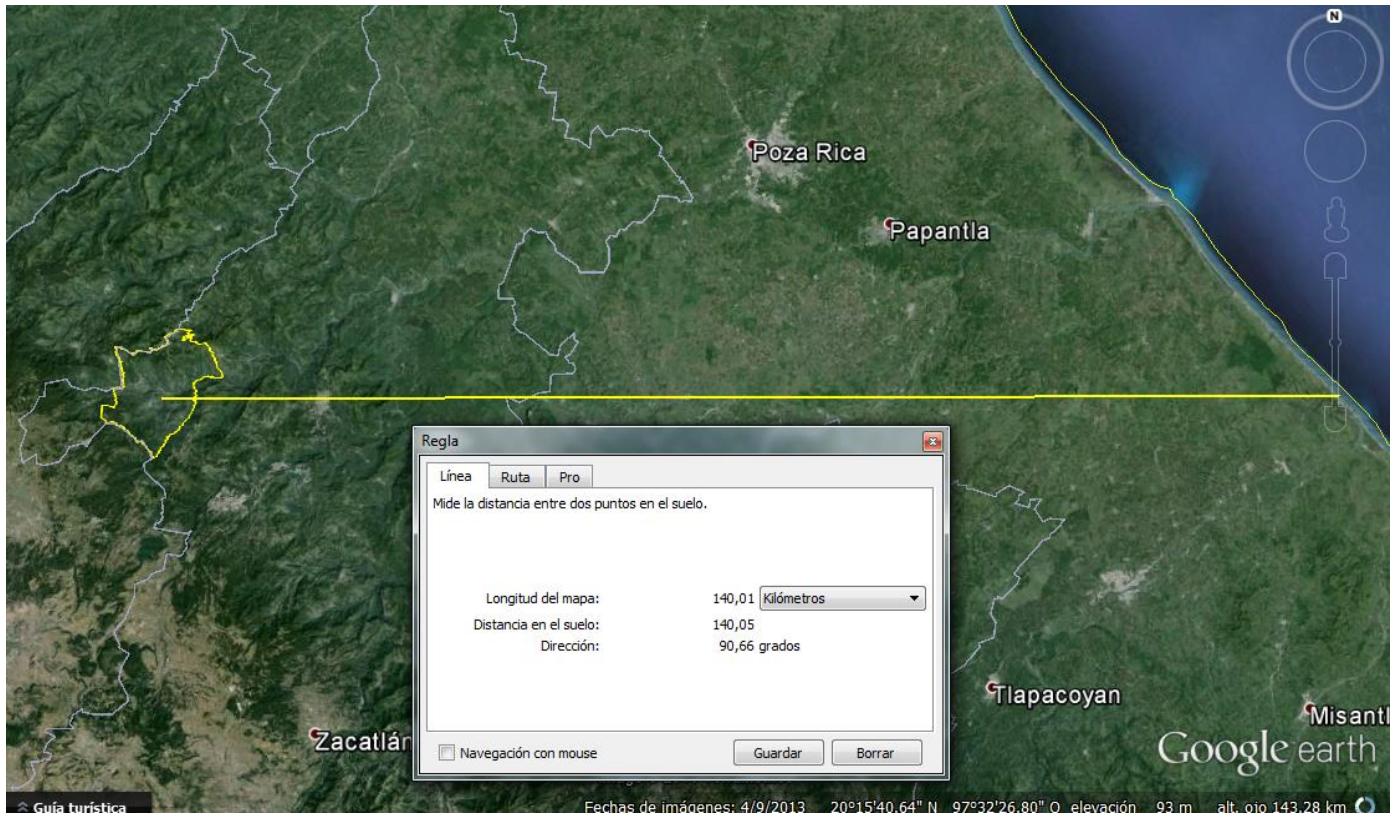 N
Poza Rica
Papantla
Regla
Línea Ruta Pro
Mide la distancia entre dos puntos en el suelo.
Longitud del mapa: 140,01 Kilómetros
Distancia en el suelo: 140,05
Dirección: 90,66 grados
Tlapacoyan
Misantl
Zacatlán
Navegación con mouse Guardar Borrar
Google earth
Guía turística Fechas de imágenes: 4/9/2013 20°15'40.64" N 97°32'26.80" O elevación 93 m alt. ojo 143.28 km